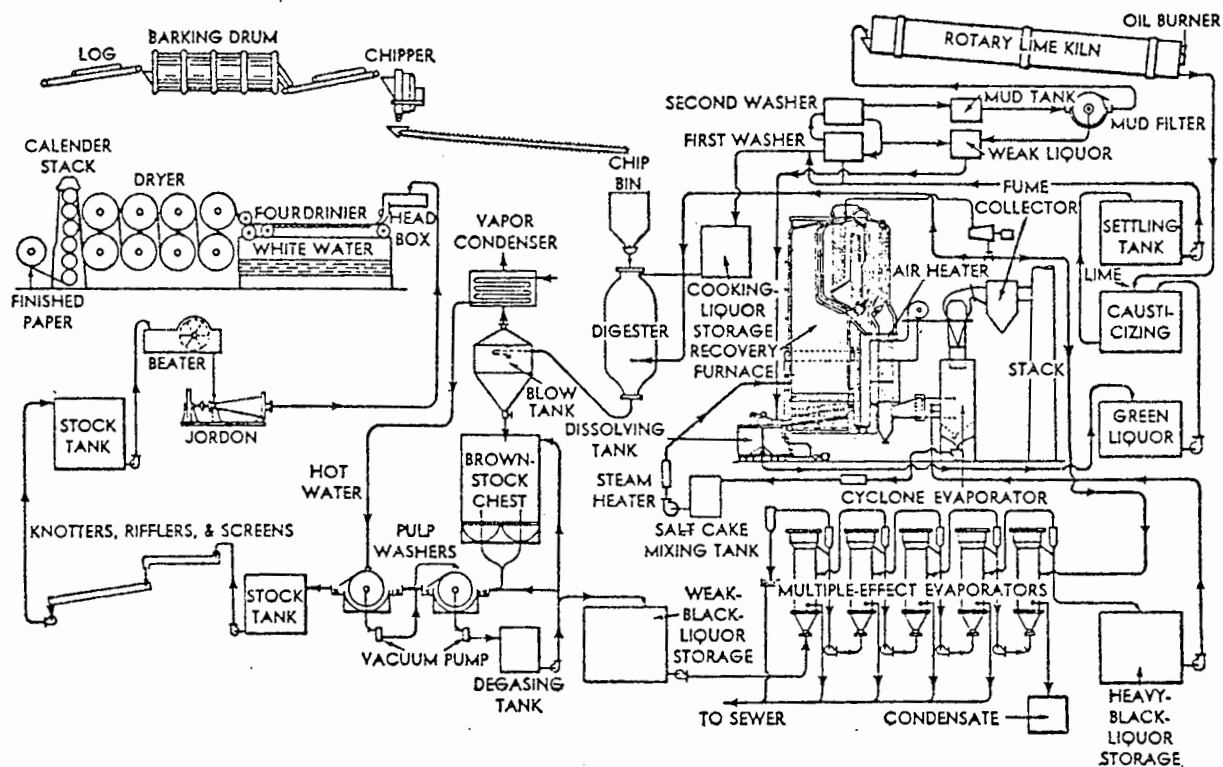 LOG
BARKING DRUM
CHIPPER
OIL BURNER
ROTARY LIME KILN
SECOND WASHER
MUD TANK
MUD FILTER
FIRST WASHER
WEAK LIQUOR
CALENDER
STACK
DRYER
FOURDRINIER
WHITE WATER
HEAD
BOX
FINISHED
PAPER
CHIP
BIN
VAPOR
CONDENSER
FUME
COLLECTOR
SETTLING
TANK
AIR HEATER
LIME
CAUSTI-
CIZING
COOKING-
LIQUOR
STORAGE
RECOVERY
FURNACE
DIGESTER
STACK
BEATER
JORDON
STOCK
TANK
BLOW
TANK
DISSOLVING
TANK
GREEN
LIQUOR
HOT
WATER
BROWN-
STOCK
CHEST
STEAM
HEATER
SALT CAKE
MIXING TANK
CYCLONE EVAPORATOR
KNOTTERS, RIFFLERS, & SCREENS
PULP
WASHERS
STOCK
TANK
VACUUM PUMP
DEGASING
TANK
WEAK-
BLACK-
LIQUOR
STORAGE
MULTIPLE-EFFECT EVAPORATORS
TO SEWER
CONDENSATE
HEAVY-
BLACK-
LIQUOR
STORAGE